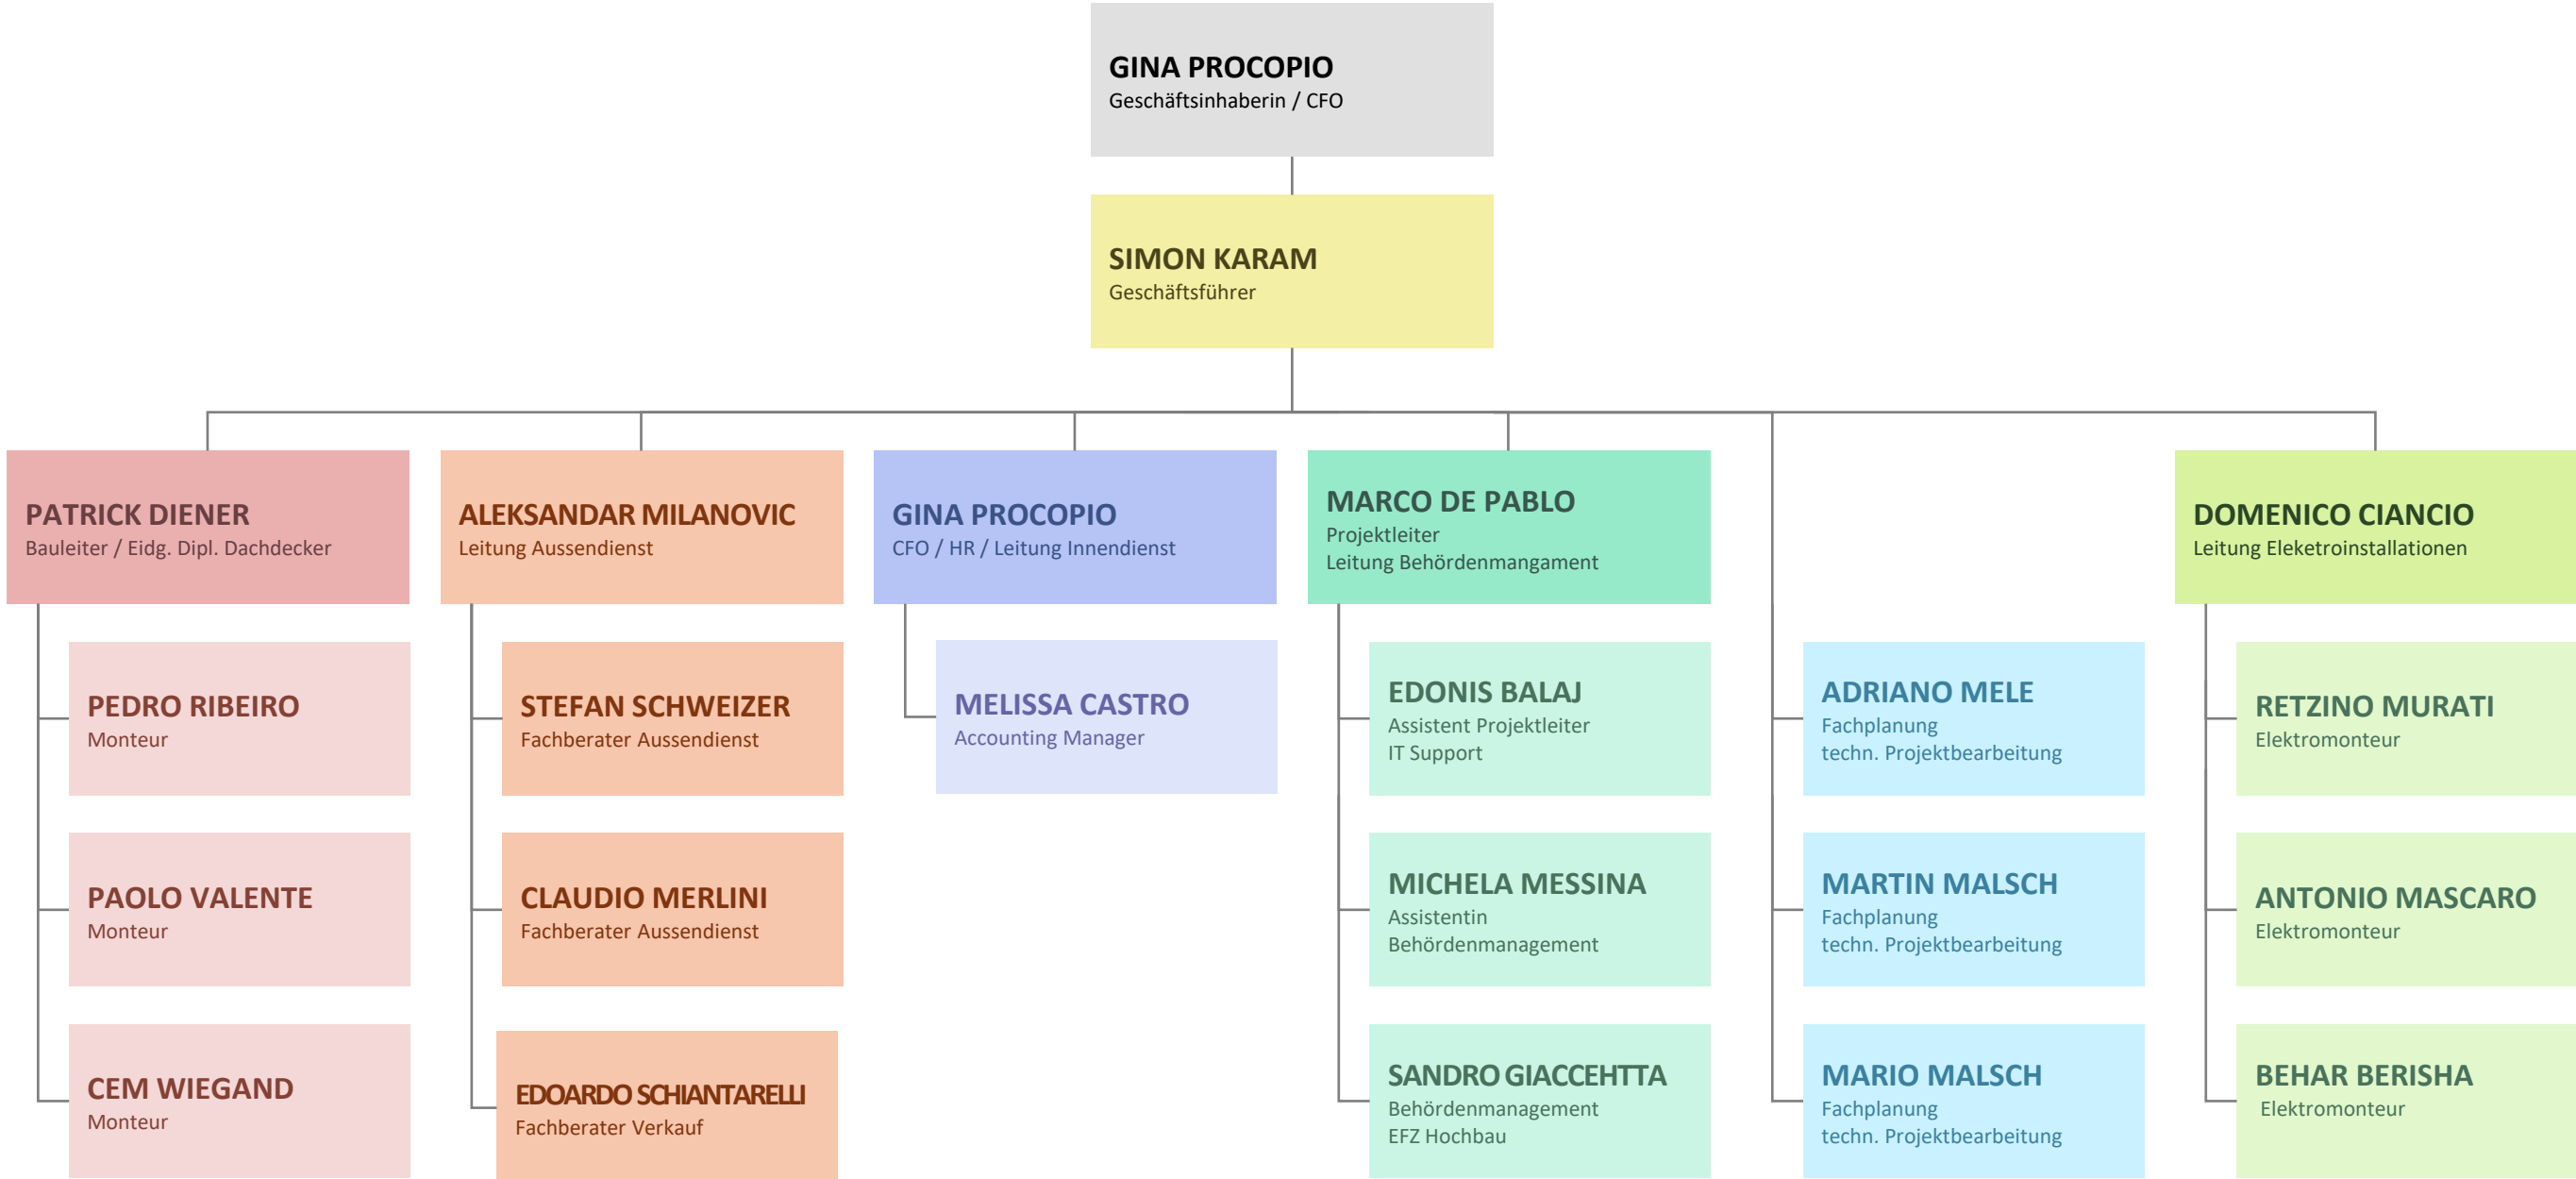 GINA PROCOPIO
Geschäftsinhaberin / CFO
SIMON KARAM
Geschäftsführer
PATRICK DIENER
Bauleiter / Eidg. Dipl. Dachdecker
PEDRO RIBEIRO
Monteur
PAOLO VALENTE
Monteur
CEM WIEGAND
Monteur
ALEKSANDAR MILANOVIC
Leitung Aussendienst
STEFAN SCHWEIZER
Fachberater Aussendienst
CLAUDIO MERLINI
Fachberater Aussendienst
EDOARDO SCHIANTARELLI
Fachberater Verkauf
GINA PROCOPIO
CFO / HR / Leitung Innendienst
MELISSA CASTRO
Accounting Manager
MARCO DE PABLO
Projektleiter
Leitung Behördenmangament
EDONIS BALAJ
Assistent Projektleiter
IT Support
MICHELA MESSINA
Assistentin
Behördenmanagement
SANDRO GIACCEHTTA
Behördenmanagement
EFZ Hochbau
ADRIANO MELE
Fachplanung
techn. Projektbearbeitung
MARTIN MALSCH
Fachplanung
techn. Projektbearbeitung
MARIO MALSCH
Fachplanung
techn. Projektbearbeitung
DOMENICO CIANCIO
Leitung Eleketroinstallationen
RETZINO MURATI
Elektromonteur
ANTONIO MASCARO
Elektromonteur
BEHAR BERISHA
Elektromonteur